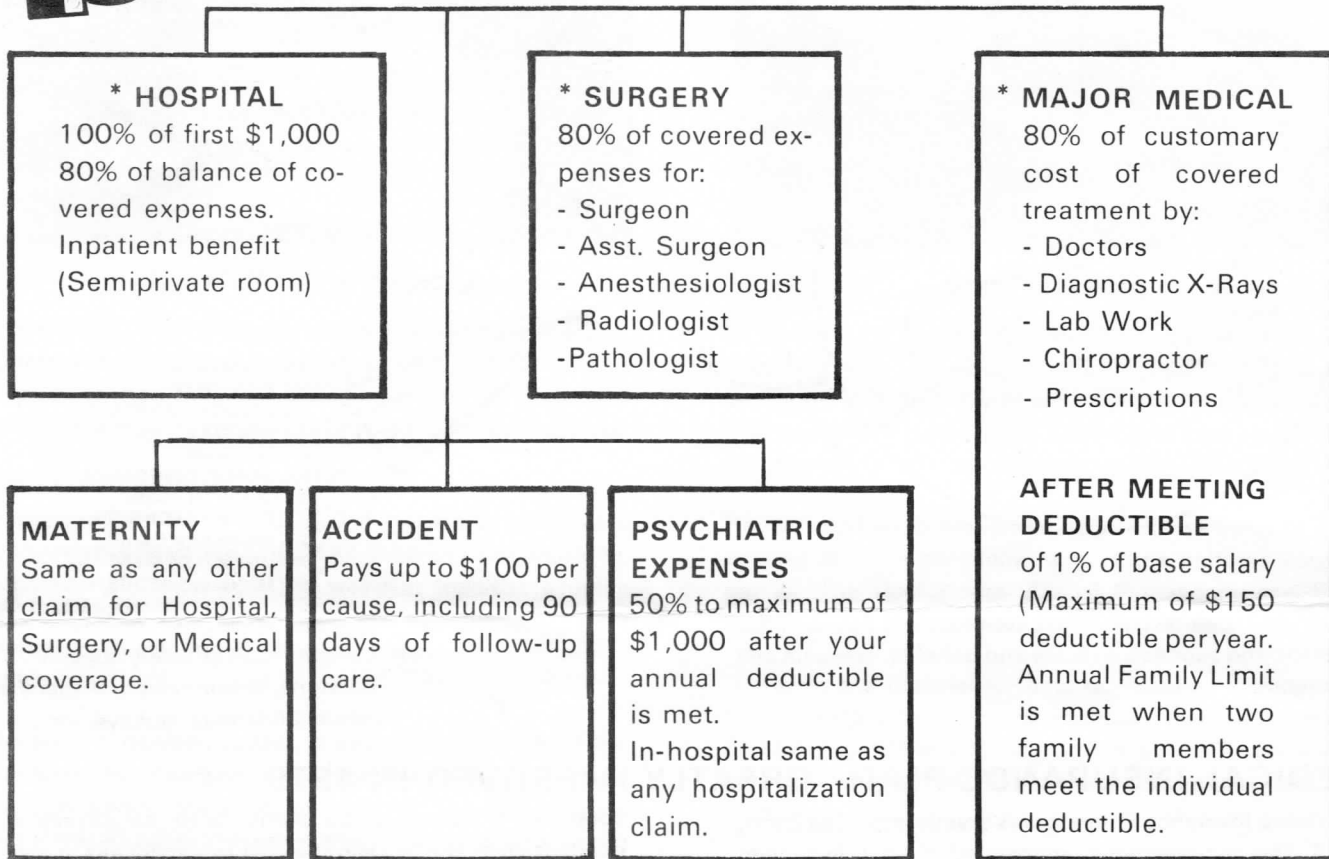 * HOSPITAL
100% of first $1,000
80% of balance of co-
vered expenses.
Inpatient benefit
(Semiprivate room)
* SURGERY
80% of covered ex-
penses for:
- Surgeon
- Asst. Surgeon
- Anesthesiologist
- Radiologist
-Pathologist
* MAJOR MEDICAL
80% of customary
cost of covered
treatment by:
- Doctors
- Diagnostic X-Rays
- Lab Work
- Chiropractor
- Prescriptions
AFTER MEETING
DEDUCTIBLE
of 1% of base salary
(Maximum of $150
deductible per year.
Annual Family Limit
is met when two
family members
meet the individual
deductible.
MATERNITY
Same as any other
claim for Hospital,
Surgery, or Medical
coverage.
ACCIDENT
Pays up to $100 per
cause, including 90
days of follow-up
care.
PSYCHIATRIC
EXPENSES
50% to maximum of
$1,000 after your
annual deductible
is met.
In-hospital same as
any hospitalization
claim.